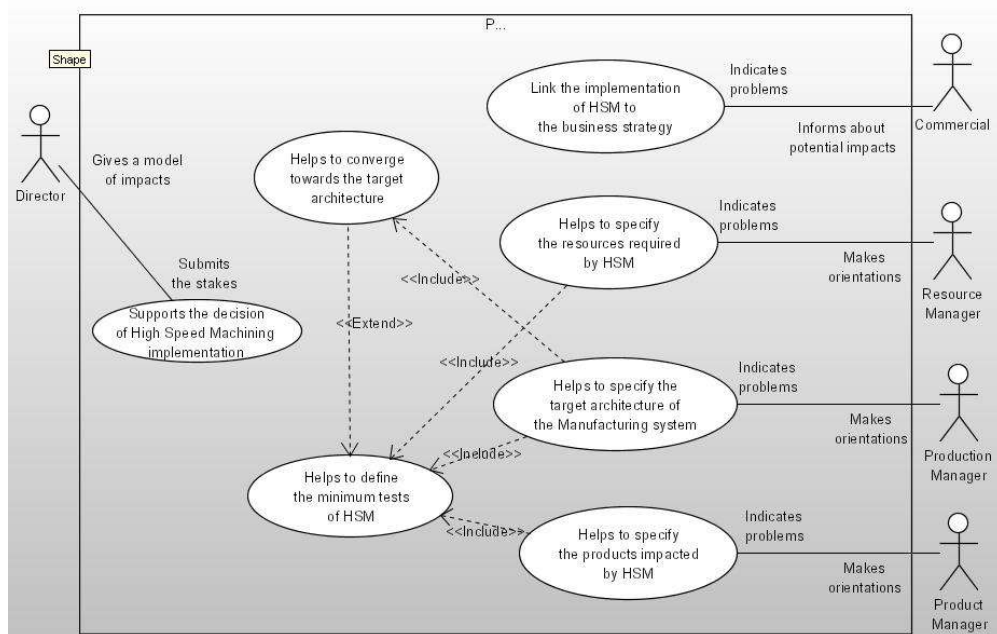 P...
Shape
Director
Gives a model
of impacts
Submits
the stakes
Supports the decision
of High Speed Machining
implementation
Helps to converge
towards the target
architecture
<<Extend>>
<<Include>>
<<Include>>
<<Include>>
<<Include>>
Helps to define
the minimum tests
of HSM
Link the implementation
of HSM to
the business strategy
Indicates
problems
Informs about
potential impacts
Commercial
Helps to specify
the resources required
by HSM
Indicates
problems
Makes
orientations
Resource
Manager
Helps to specify the
target architecture of
the Manufacturing system
Indicates
problems
Makes
orientations
Production
Manager
Helps to specify
the products impacted
by HSM
Indicates
problems
Makes
orientations
Product
Manager